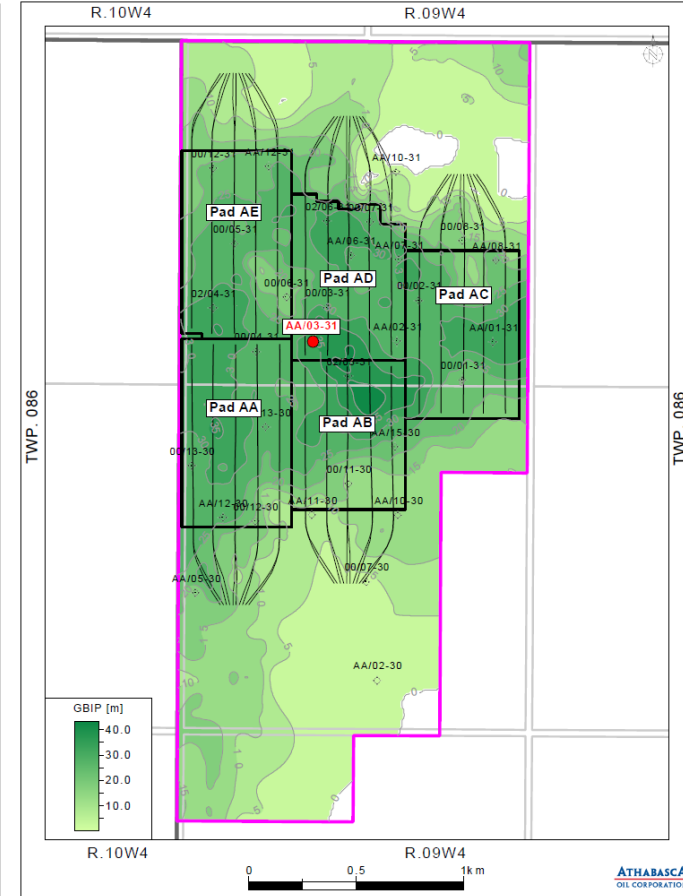 R.10W4 R.09W4
AA/10-31
AA/12-31
00/12-31
Pad AE
00/05-31
AA/06-31
AA/07-31
00/08-31
AA/08-31
Pad AD
00/06-31
00/03-31
00/02-31
Pad AC
02/04-31
AA/03-31
AA/02-31
AA/01-31
00/04-31
02/03-31
00/01-31
TWP. 086
TWP. 086
Pad AA
13-30
Pad AB
AA/15-30
00/13-30
00/11-30
AA/12-30
00/12-30
AA/11-30
AA/10-30
00/07-30
AA/05-30
AA/02-30
GBIP [m]
40.0
30.0
20.0
10.0
R.10W4 R.09W4
0 0.5 1km
ATHABASCA
OIL CORPORATION